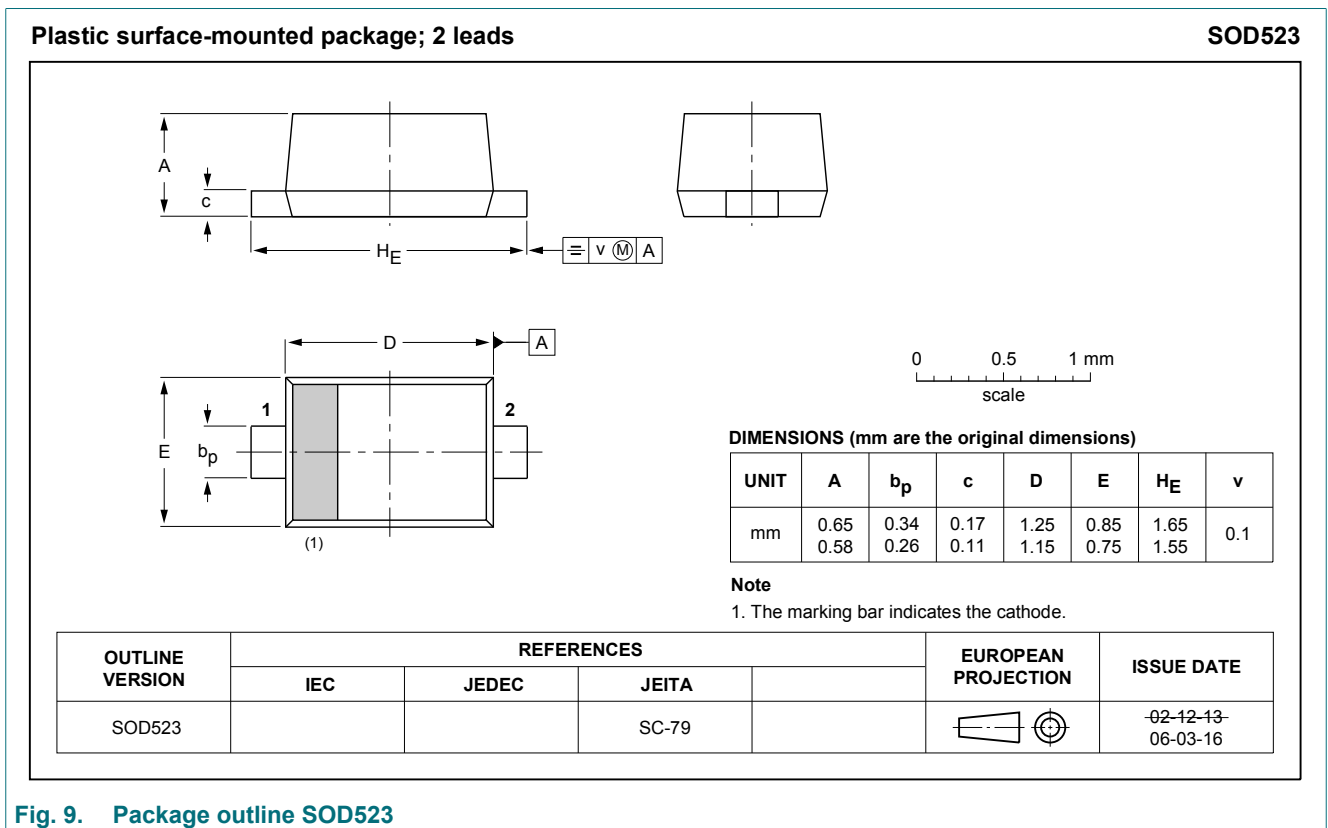 Plastic surface-mounted package; 2 leads SOD523
A
c
HE
= v M A
D
A
E
bp
1
2
(1)
0 0.5 1 mm
scale
DIMENSIONS (mm are the original dimensions)
UNIT A bp c D E HE v
mm 0.65 0.34 0.17 1.25 0.85 1.65 0.1
0.58 0.26 0.11 1.15 0.75 1.55
Note
1. The marking bar indicates the cathode.
OUTLINE VERSION REFERENCES EUROPEAN PROJECTION ISSUE DATE
IEC JEDEC JEITA
SOD523 SC-79 02-12-13
06-03-16
Fig. 9. Package outline SOD523